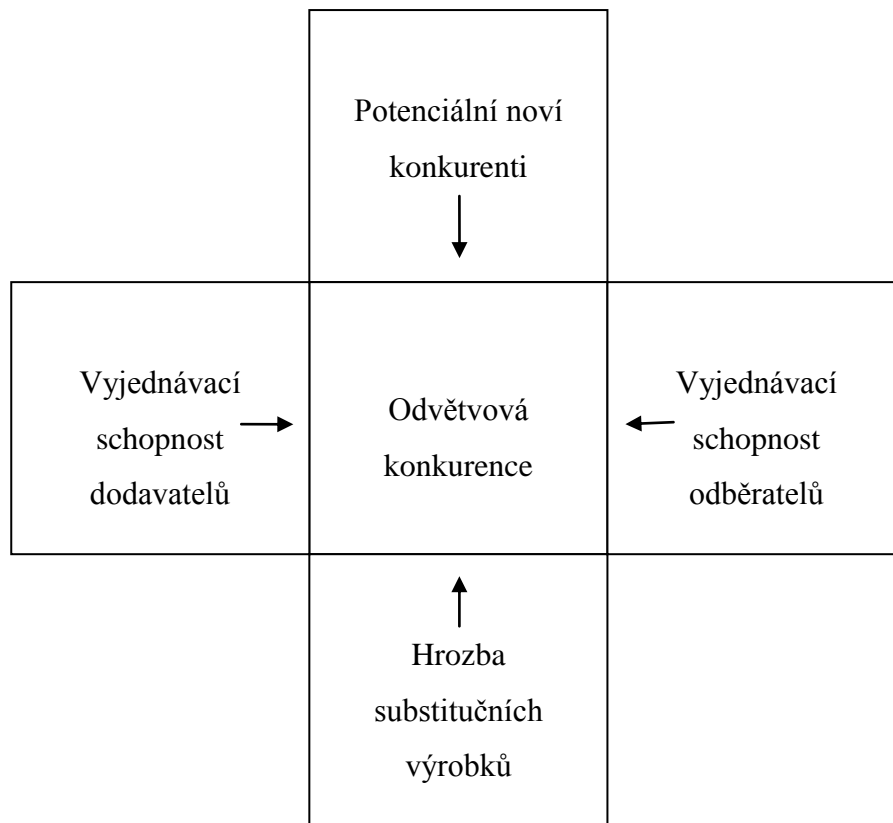 Potenciální noví
konkurenti
Vyjednávací
schopnost
dodavatelů
Odvětvová
konkurence
Vyjednávací
schopnost
odběratelů
Hrozba
substitučních
výrobků